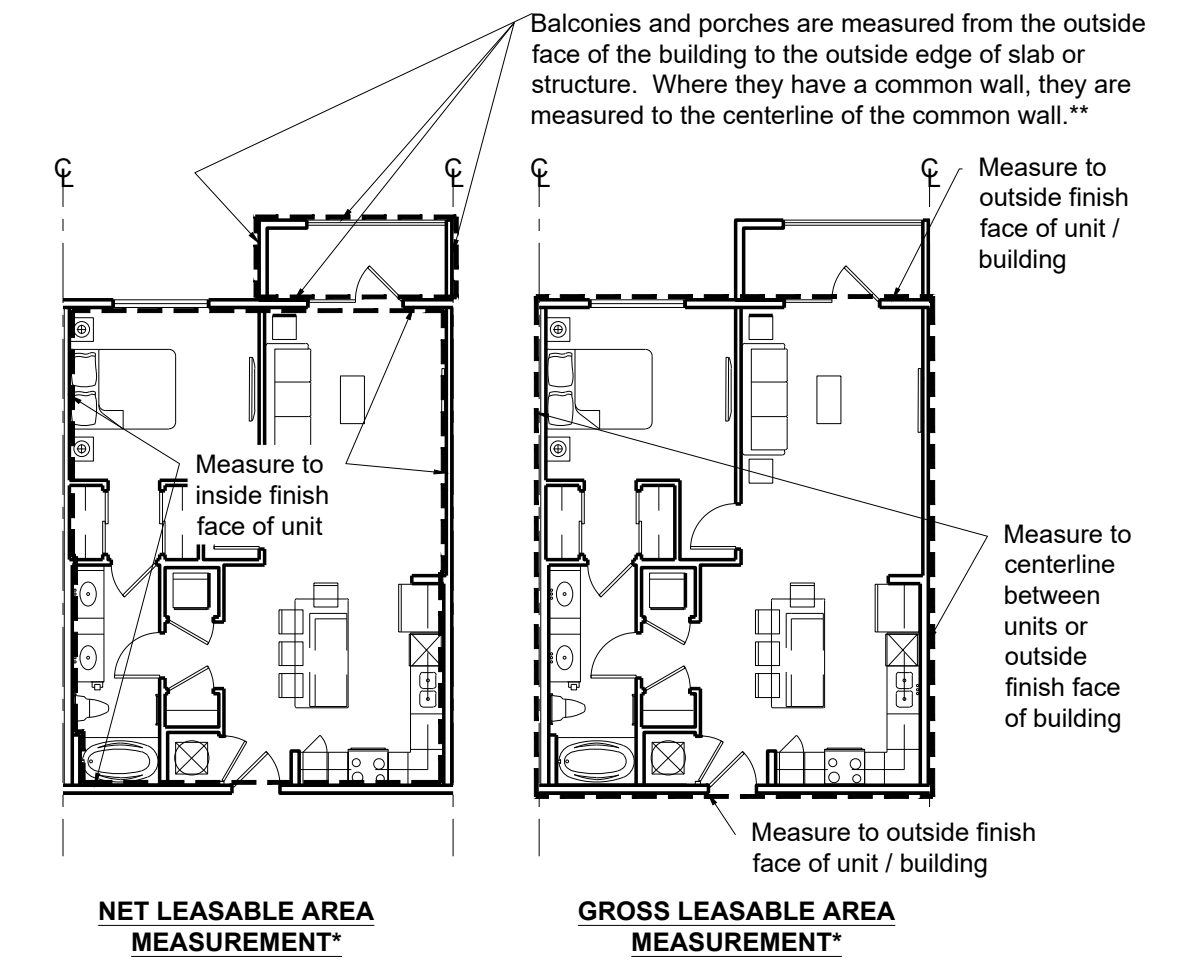 Balconies and porches are measured from the outside
face of the building to the outside edge of slab or
structure. Where they have a common wall, they are
measured to the centerline of the common wall.**
℄
℄
℄
℄
Measure to
outside finish
face of unit /
building
Measure to
inside finish
face of unit
Measure to
centerline
between
units or
outside
finish face
of building
Measure to outside finish
face of unit / building
NET LEASABLE AREA
MEASUREMENT*
GROSS LEASABLE AREA
MEASUREMENT*